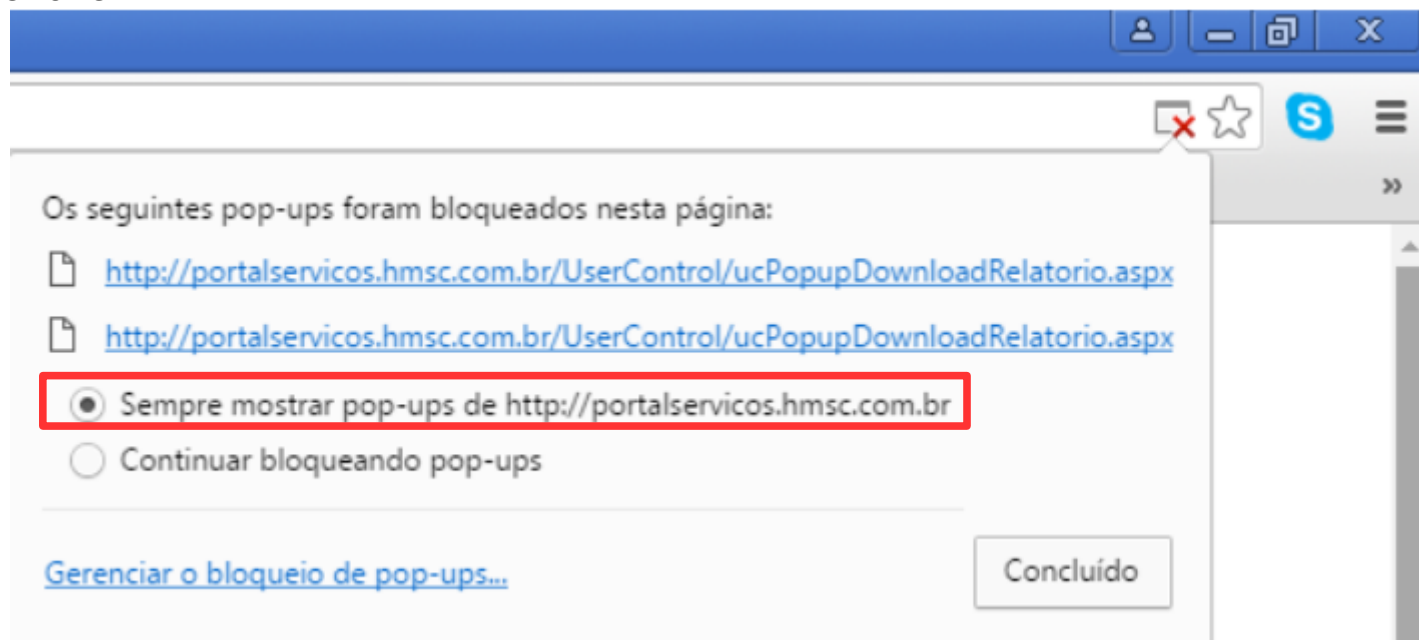 Os seguintes pop-ups foram bloqueados nesta página:
http://portalservicos.hmsc.com.br/UserControl/ucPopupDownloadRelatorio.aspx
http://portalservicos.hmsc.com.br/UserControl/ucPopupDownloadRelatorio.aspx
Sempre mostrar pop-ups de http://portalservicos.hmsc.com.br
Continuar bloqueando pop-ups
Gerenciar o bloqueio de pop-ups...
Concluído